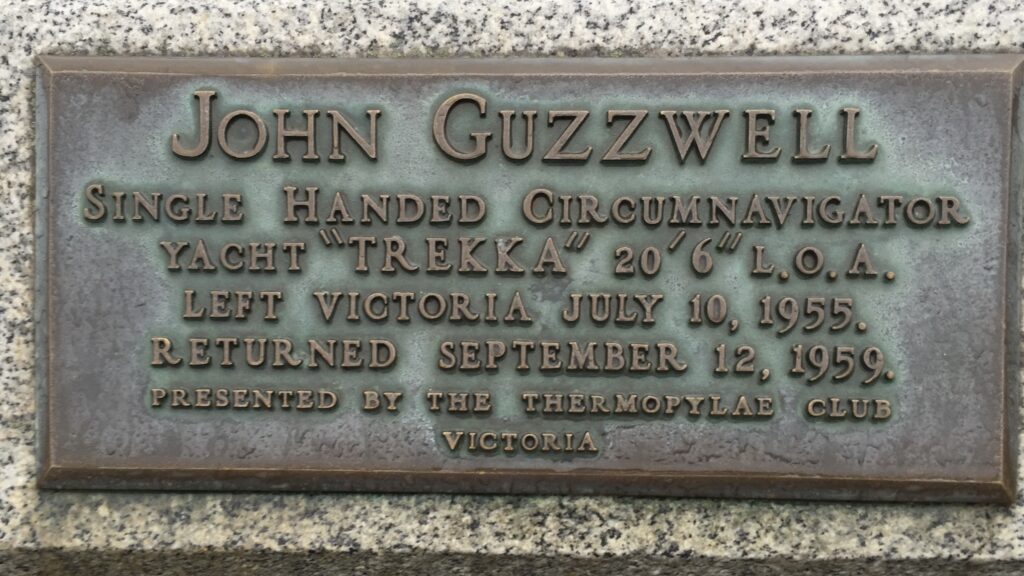 John Guzzwell
Single Handed Circumnavigator
YACHT "TREKKA" 20'6" L.O.A.
LEFT VICTORIA JULY 10, 1955.
RETURNED SEPTEMBER 12, 1959.
PRESENTED BY THE THERMOPYLAE CLUB
VICTORIA